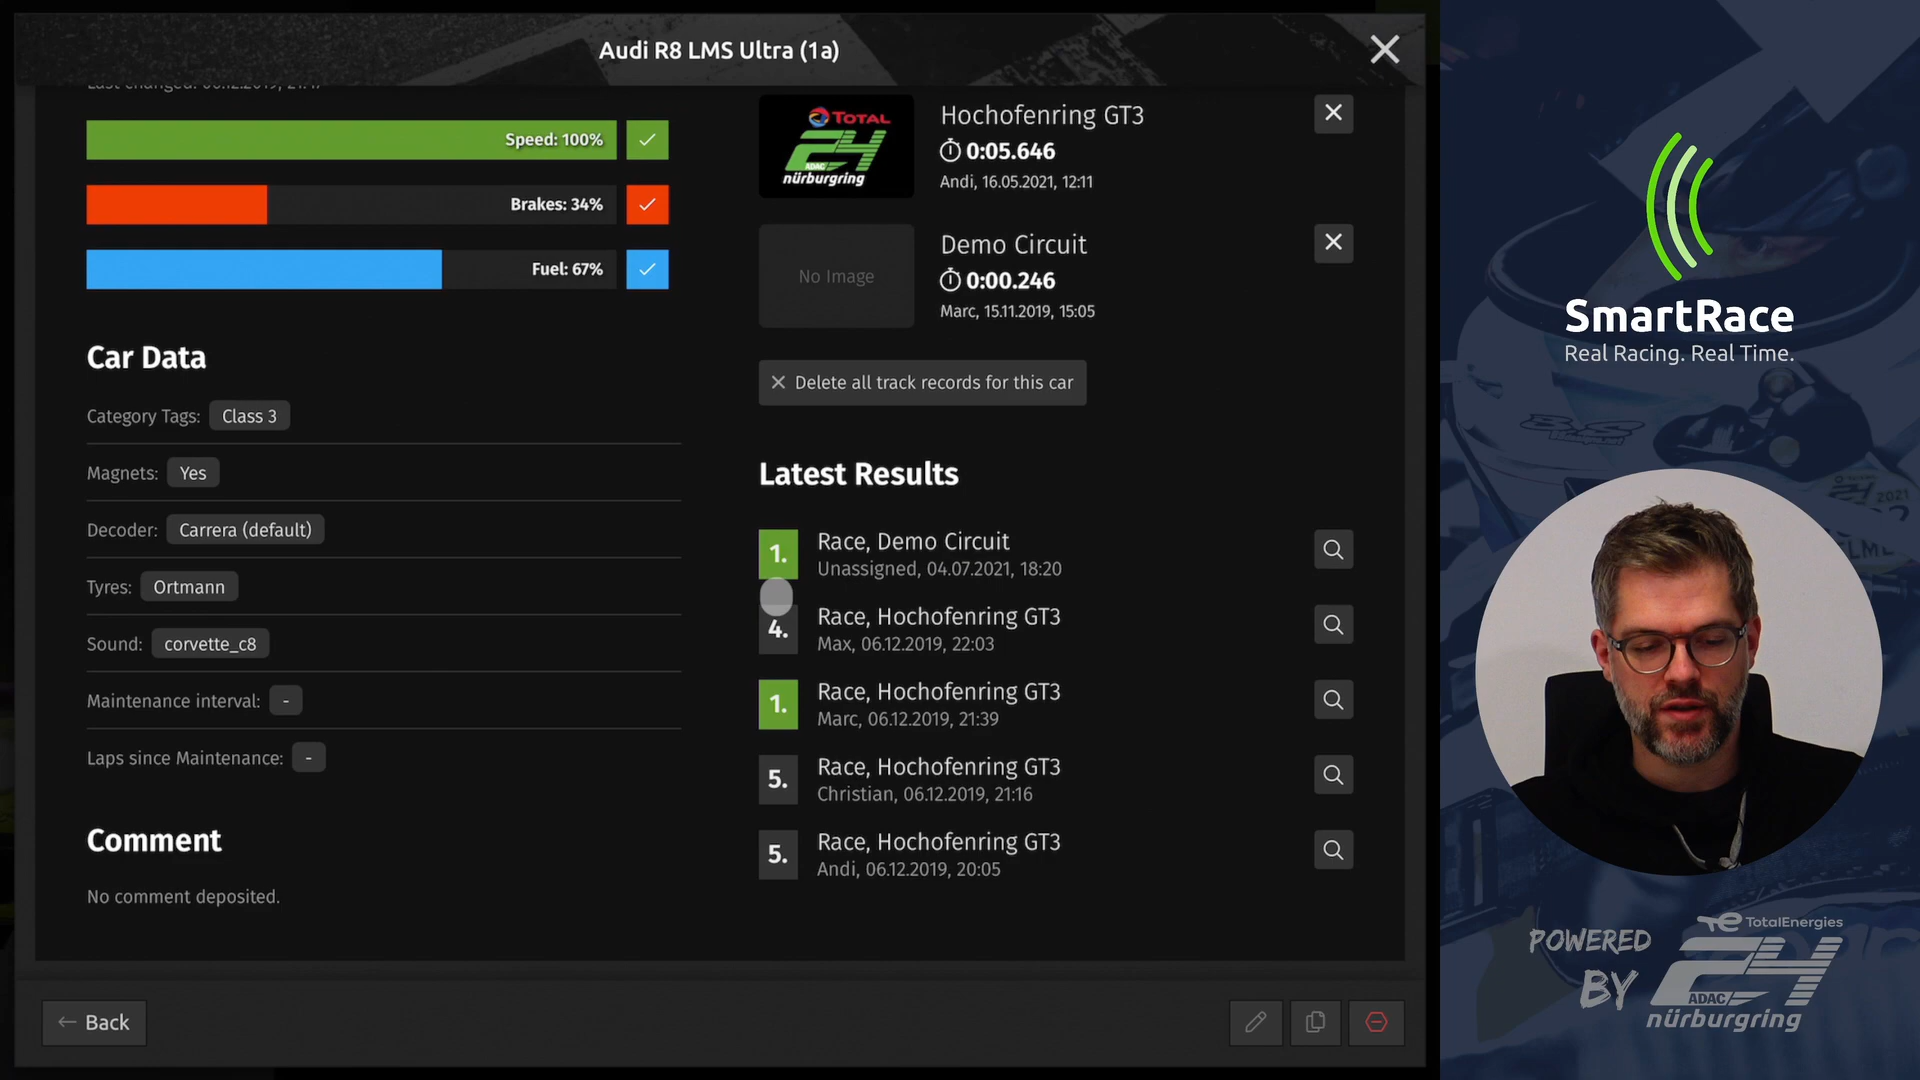 Audi R8 LMS Ultra (1a)
Speed: 100%
Brakes: 34%
Fuel: 67%
Car Data
Category Tags: Class 3
Magnets: Yes
Decoder: Carrera (default)
Tyres: Ortmann
Sound: corvette_c8
Maintenance interval: -
Laps since Maintenance: -
Comment
No comment deposited.
TOTAL
24
ADAC
nürburgring
Hochofenring GT3
0:05.646
Andi, 16.05.2021, 12:11
No Image
Demo Circuit
0:00.246
Marc, 15.11.2019, 15:05
Delete all track records for this car
Latest Results
1. Race, Demo Circuit
Unassigned, 04.07.2021, 18:20
4. Race, Hochofenring GT3
Max, 06.12.2019, 22:03
1. Race, Hochofenring GT3
Marc, 06.12.2019, 21:39
5. Race, Hochofenring GT3
Christian, 06.12.2019, 21:16
5. Race, Hochofenring GT3
Andi, 06.12.2019, 20:05
Back
SmartRace
Real Racing. Real Time.
2021
POWERED
BY
TotalEnergies
24
ADAC
nürburgring